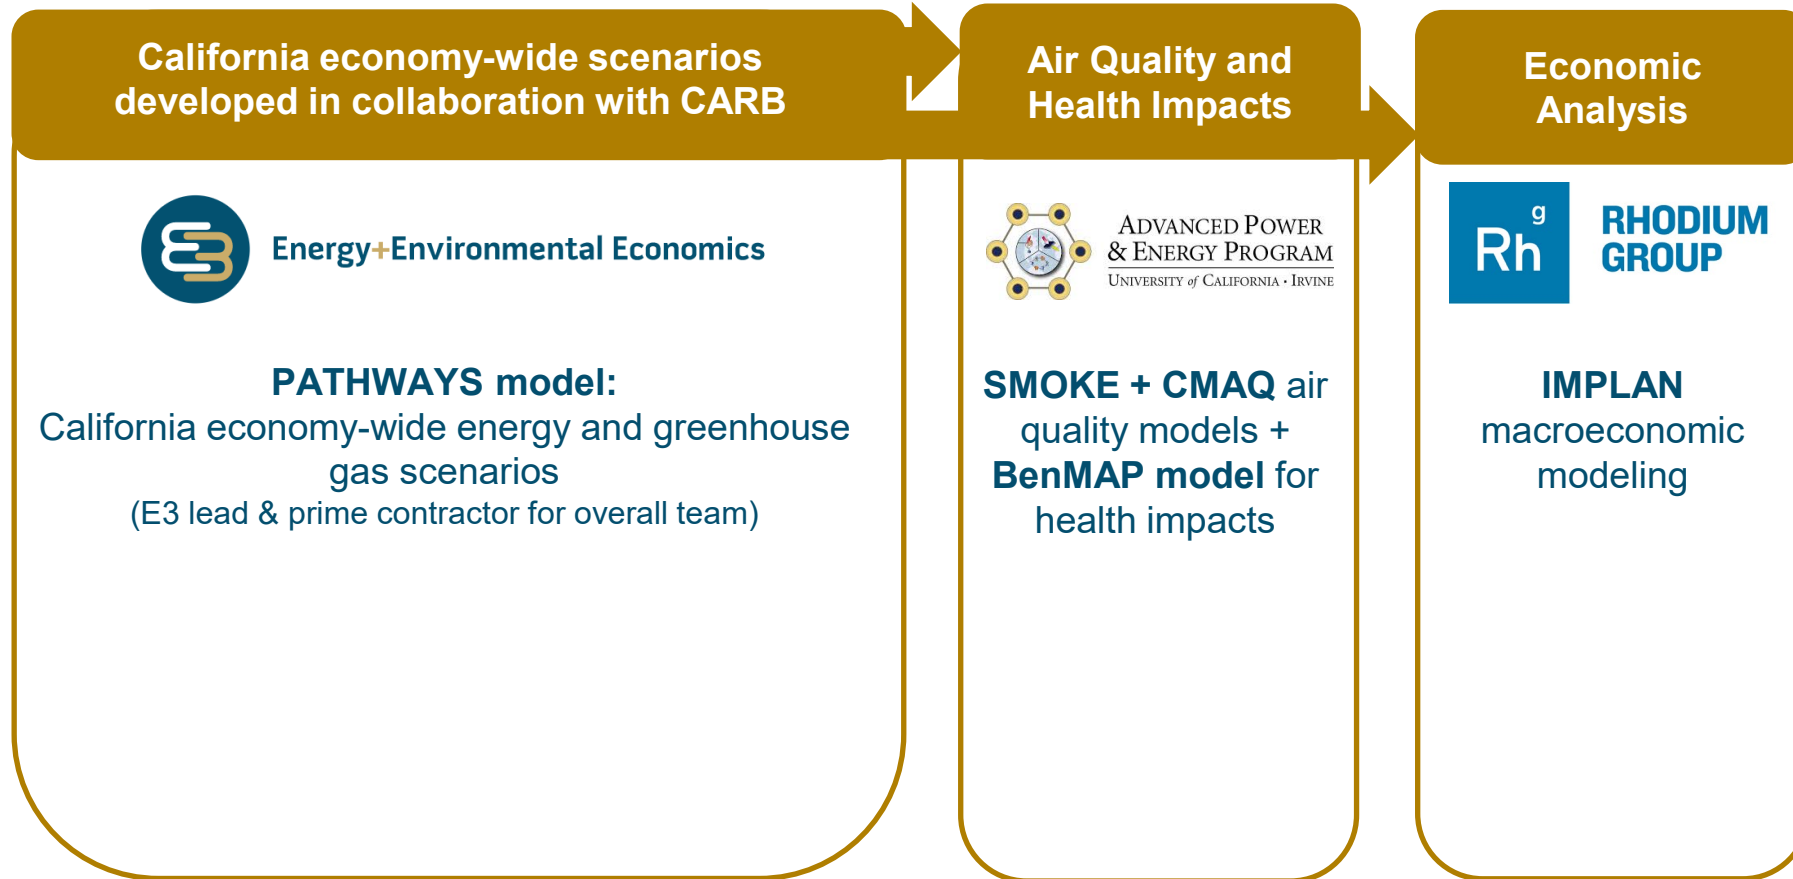 California economy-wide scenarios
developed in collaboration with CARB
Energy+Environmental Economics
PATHWAYS model:
California economy-wide energy and greenhouse
gas scenarios
(E3 lead & prime contractor for overall team)
Air Quality and
Health Impacts
ADVANCED POWER
& ENERGY PROGRAM
UNIVERSITY of CALIFORNIA • IRVINE
SMOKE + CMAQ air
quality models +
BenMAP model for
health impacts
Economic
Analysis
Rh g
RHODIUM
GROUP
IMPLAN
macroeconomic
modeling